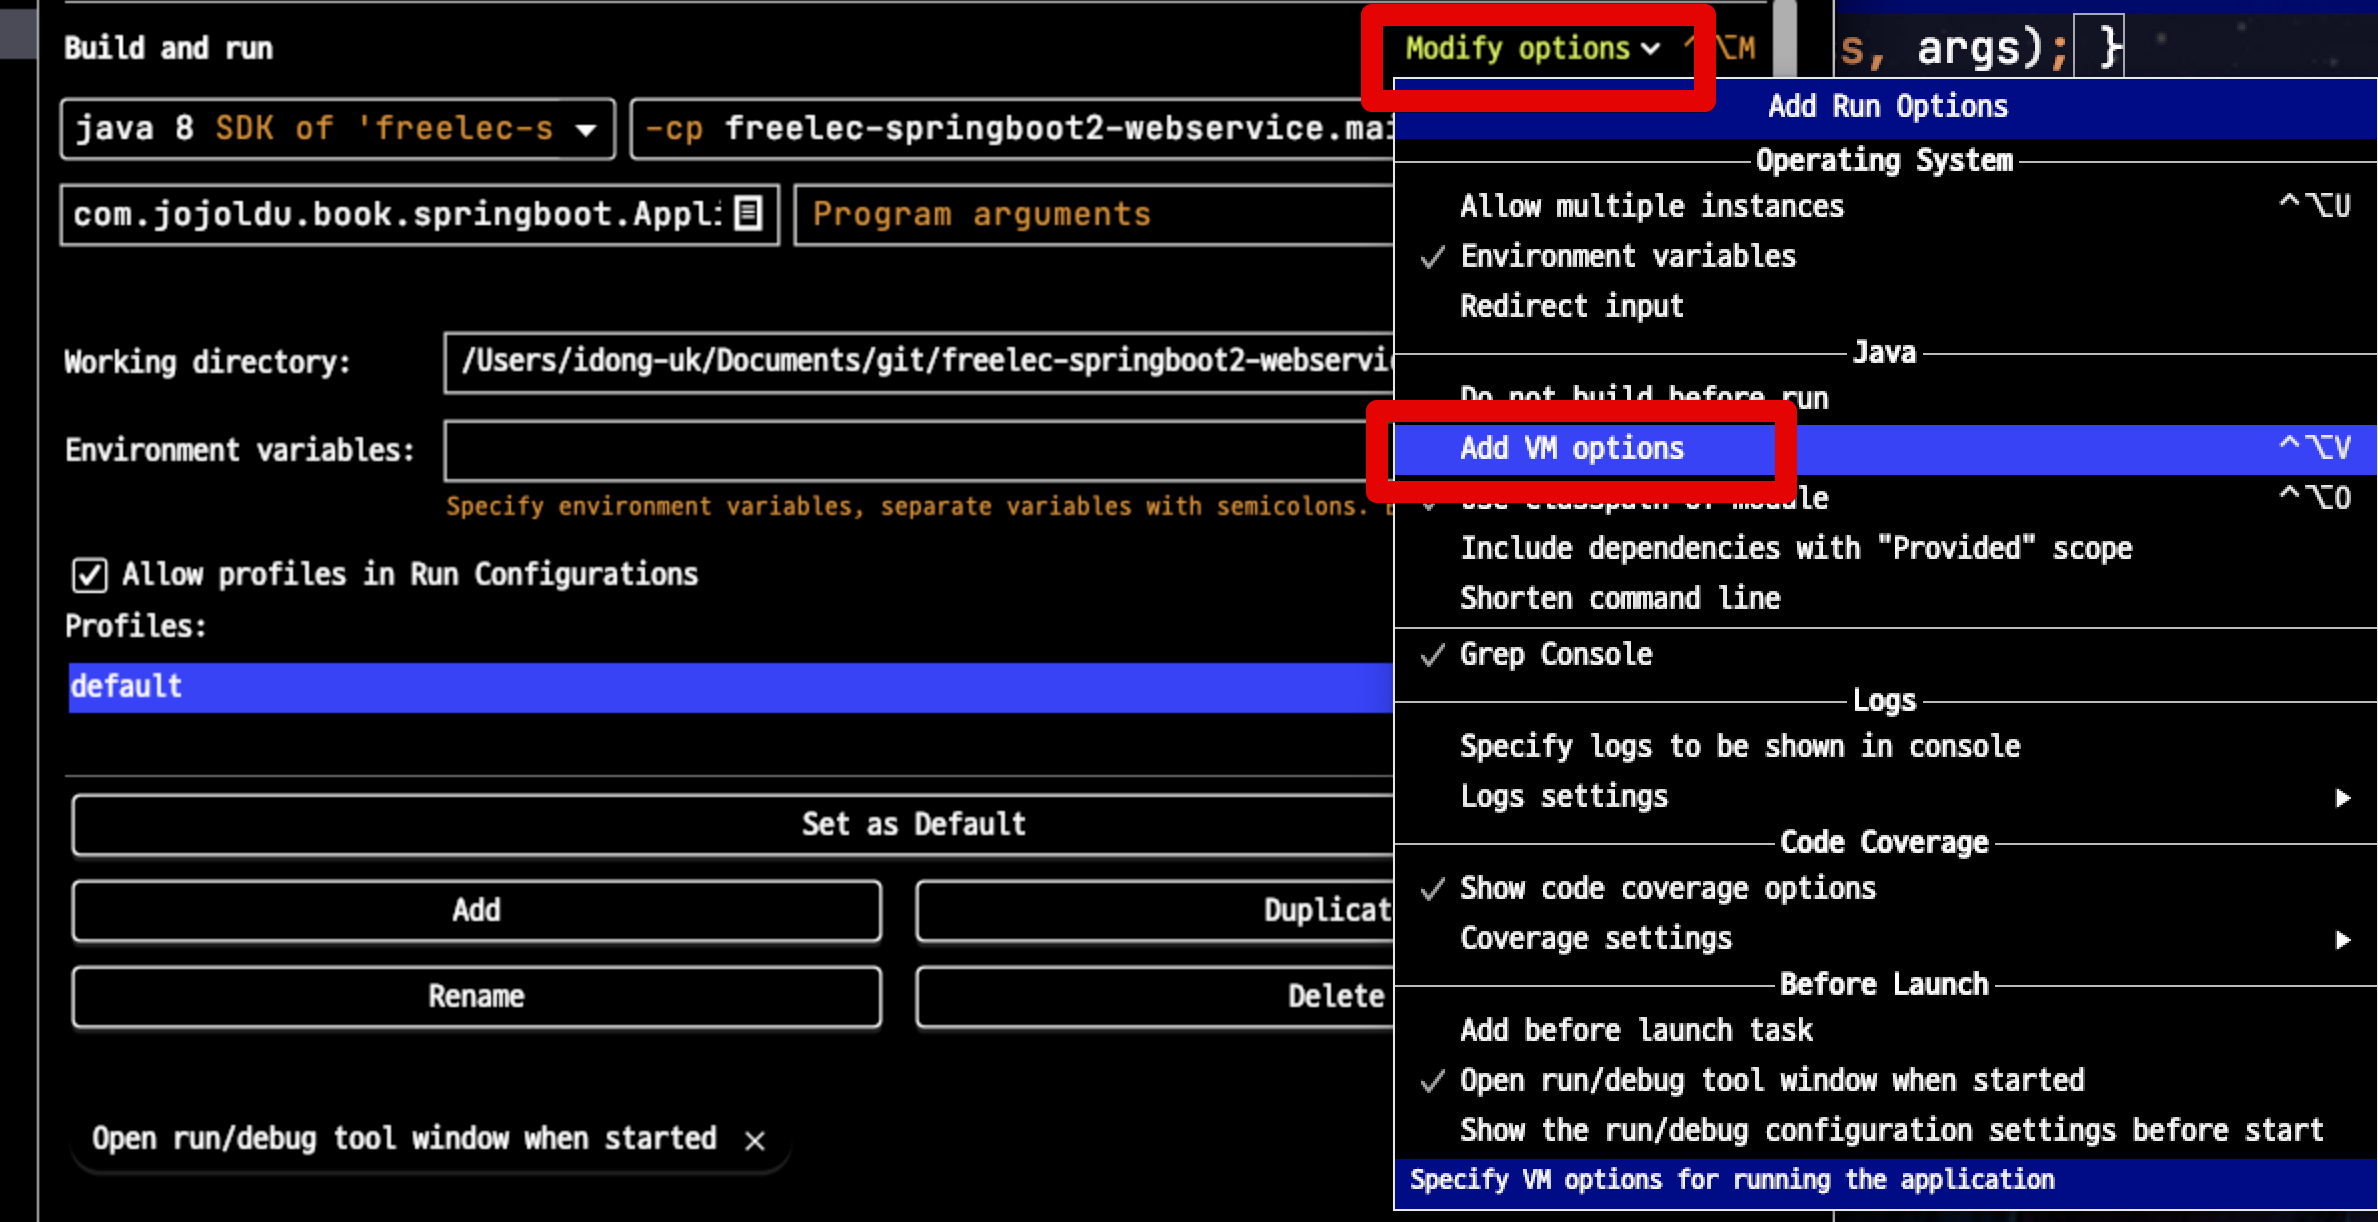 Build and run
Modify options ⌥M
s, args); }
java 8 SDK of 'freelec-s
-cp freelec-springboot2-webservice.mai
com.jojoldu.book.springboot.Appli
Program arguments
Working directory:
/Users/idong-uk/Documents/git/freelec-springboot2-webservi
Environment variables:
Specify environment variables, separate variables with semicolons.
Allow profiles in Run Configurations
Profiles:
default
Set as Default
Add
Duplicat
Rename
Delete
Open run/debug tool window when started ×
Add Run Options
Operating System
Allow multiple instances ^⌥U
✓ Environment variables
Redirect input
Java
Do not build before run
Add VM options ^⌥V
✓ Use classpath of module ^⌥O
Include dependencies with "Provided" scope
Shorten command line
✓ Grep Console
Logs
Specify logs to be shown in console
Logs settings
Code Coverage
✓ Show code coverage options
Coverage settings
Before Launch
Add before launch task
✓ Open run/debug tool window when started
Show the run/debug configuration settings before start
Specify VM options for running the application